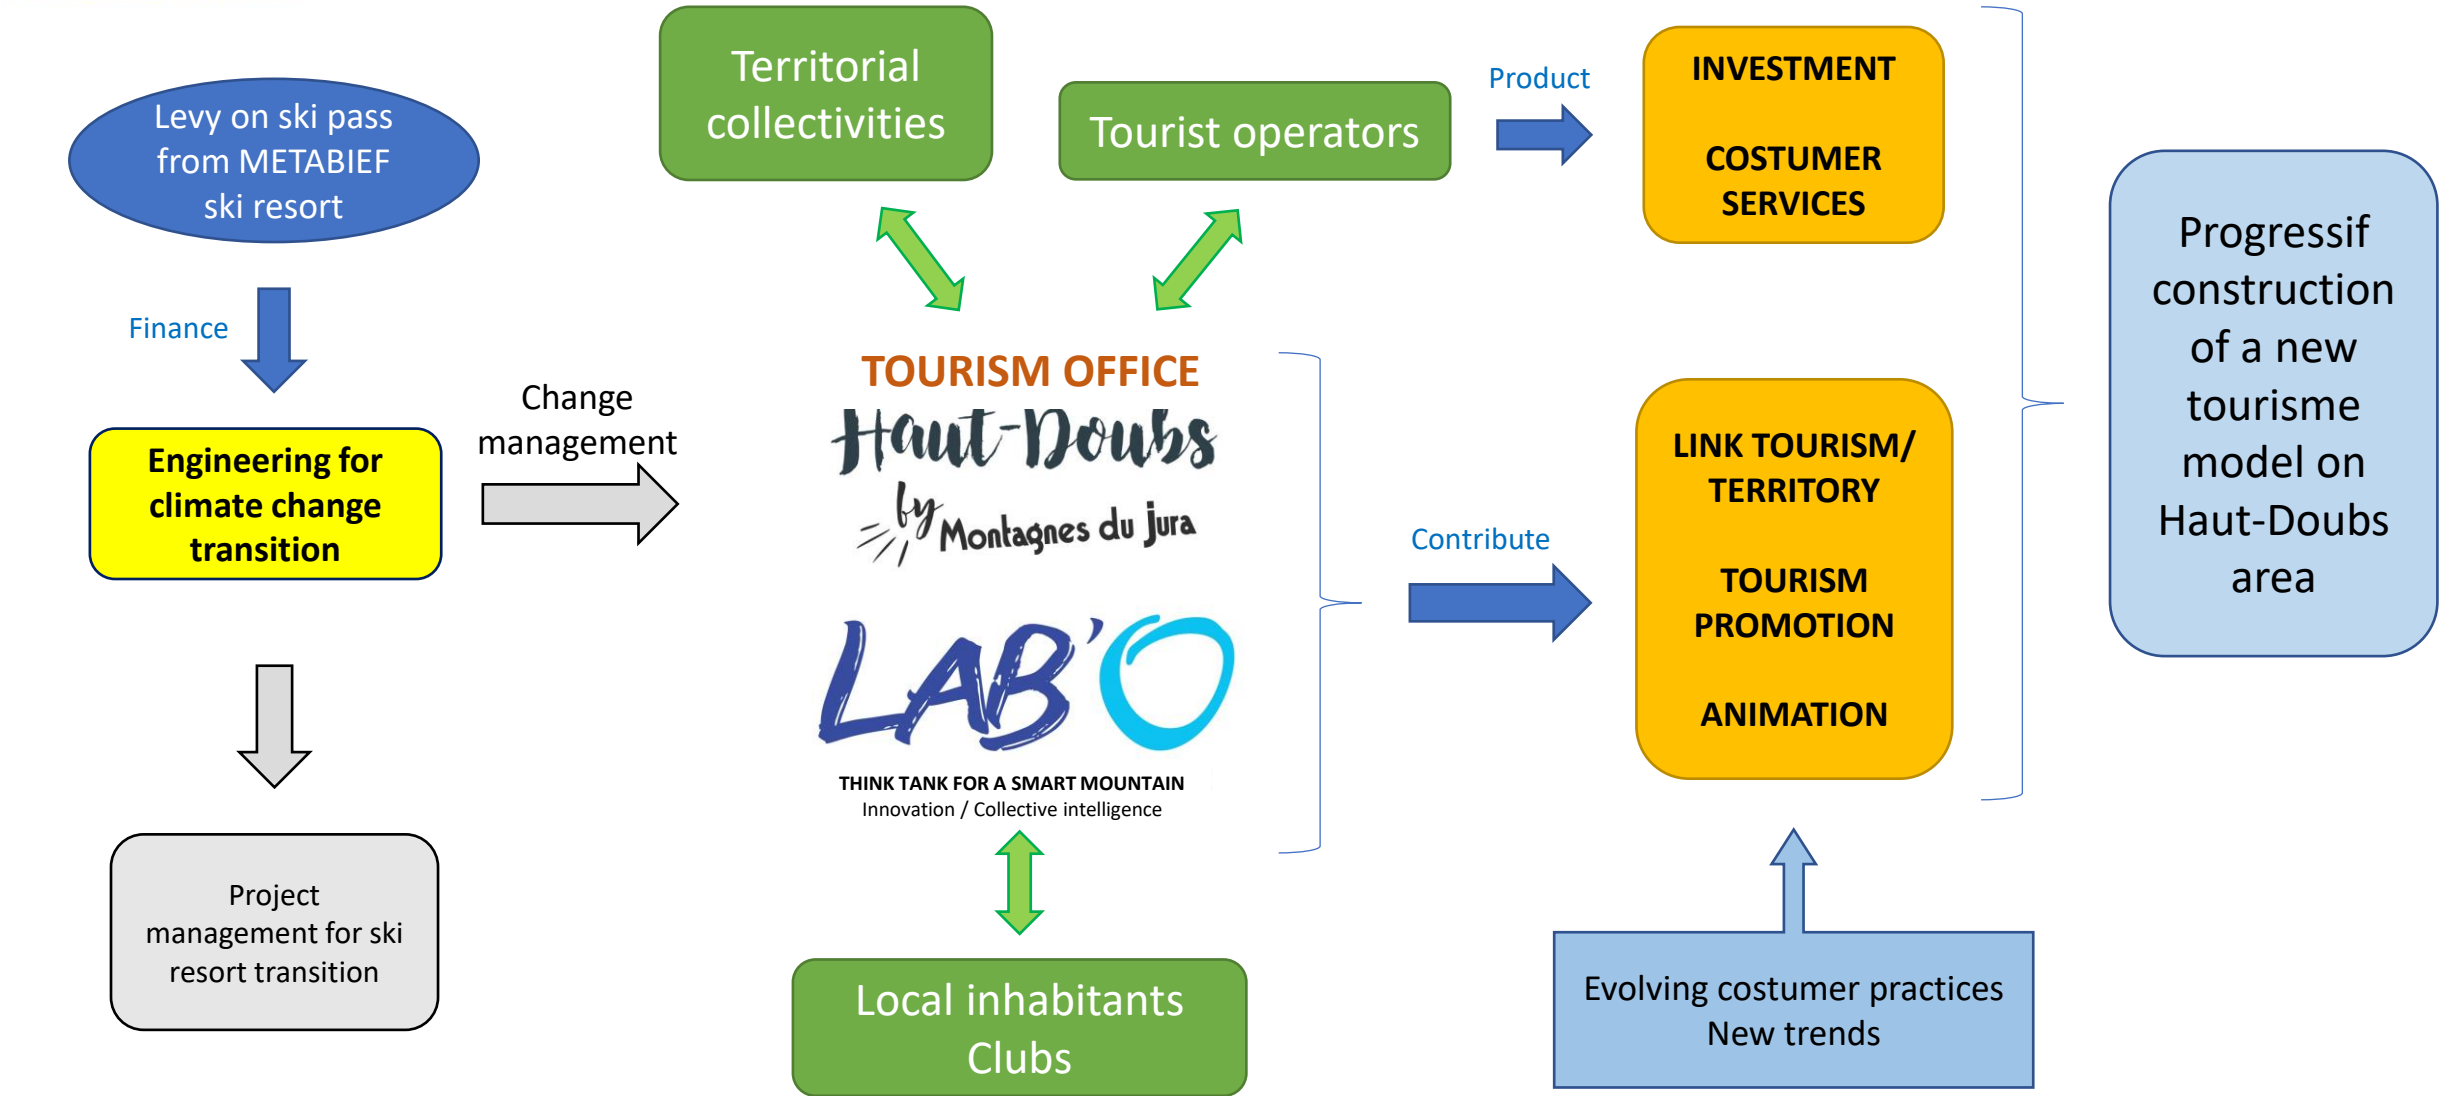 Levy on ski pass
from METABIEF
ski resort
Finance
Engineering for
climate change
transition
Change
management
Project
management for ski
resort transition
Territorial
collectivities
Tourist operators
TOURISM OFFICE
Haut-Doubs
by
Montagnes du Jura
LAB'O
THINK TANK FOR A SMART MOUNTAIN
Innovation / Collective intelligence
Local inhabitants
Clubs
Product
INVESTMENT
COSTUMER
SERVICES
Contribute
LINK TOURISM/
TERRITORY
TOURISM
PROMOTION
ANIMATION
Evolving costumer practices
New trends
Progressif
construction
of a new
tourisme
model on
Haut-Doubs
area